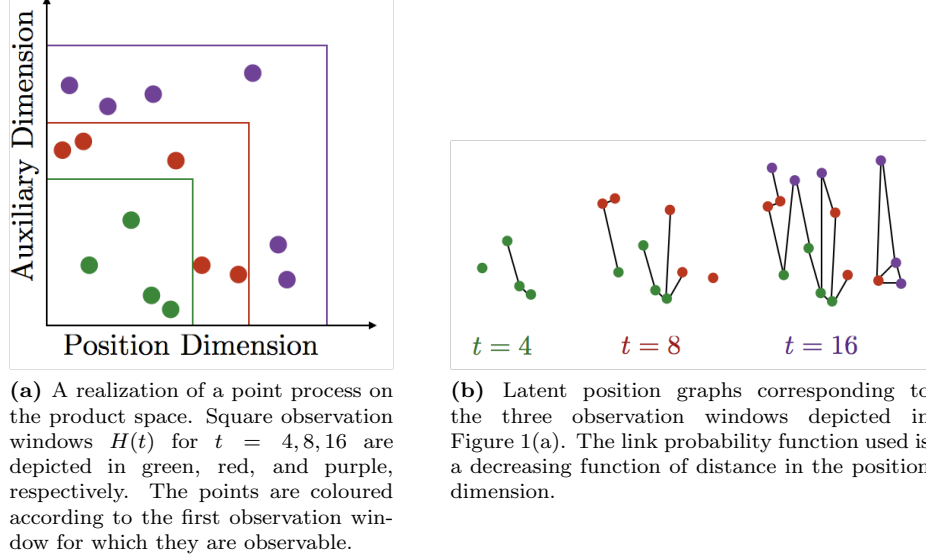 Auxiliary Dimension
Position Dimension
t = 4
t = 8
t = 16
(a) A realization of a point process on
the product space. Square observation
windows H(t) for t = 4, 8, 16 are
depicted in green, red, and purple,
respectively. The points are coloured
according to the first observation win-
dow for which they are observable.
(b) Latent position graphs corresponding to
the three observation windows depicted in
Figure 1(a). The link probability function used is
a decreasing function of distance in the position
dimension.